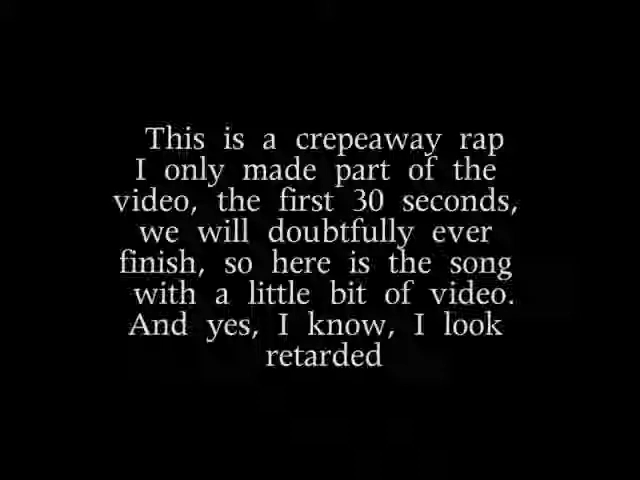 This is a crepeaway rap
I only made part of the
video, the first 30 seconds,
we will doubtfully ever
finish, so here is the song
with a little bit of video.
And yes, I know, I look
retarded